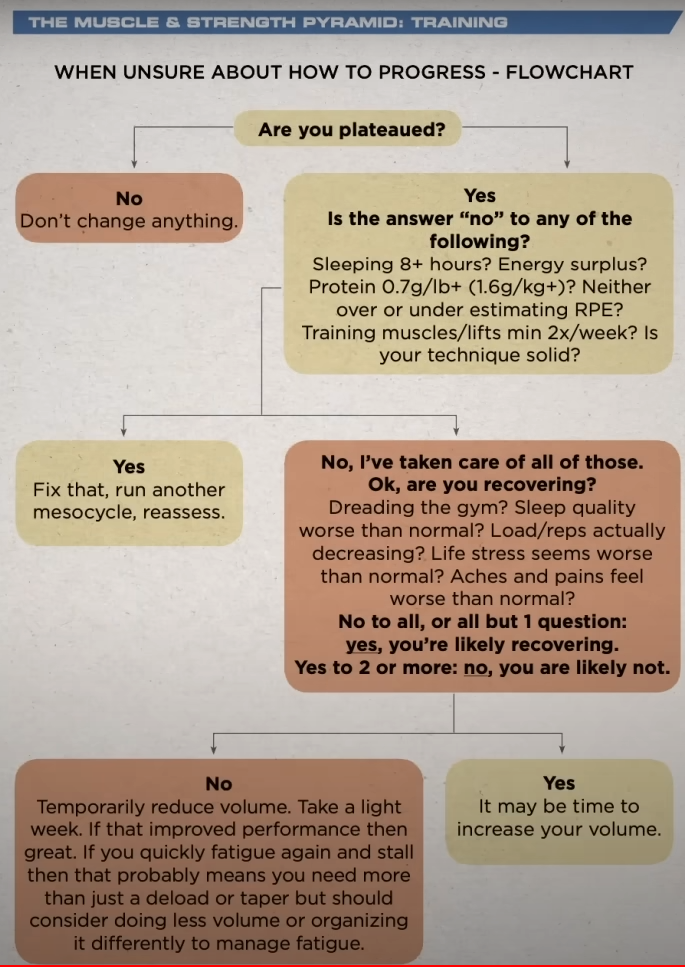 THE MUSCLE & STRENGTH PYRAMID: TRAINING
WHEN UNSURE ABOUT HOW TO PROGRESS - FLOWCHART
Are you plateaued?
No
Don't change anything.
Yes
Is the answer "no" to any of the
following?
Sleeping 8+ hours? Energy surplus?
Protein 0.7g/lb+ (1.6g/kg+)? Neither
over or under estimating RPE?
Training muscles/lifts min 2x/week? Is
your technique solid?
Yes
Fix that, run another
mesocycle, reassess.
No, I've taken care of all of those.
Ok, are you recovering?
Dreading the gym? Sleep quality
worse than normal? Load/reps actually
decreasing? Life stress seems worse
than normal? Aches and pains feel
worse than normal?
No to all, or all but 1 question:
yes, you're likely recovering.
Yes to 2 or more: no, you are likely not.
No
Temporarily reduce volume. Take a light
week. If that improved performance then
great. If you quickly fatigue again and stall
then that probably means you need more
than just a deload or taper but should
consider doing less volume or organizing
it differently to manage fatigue.
Yes
It may be time to
increase your volume.